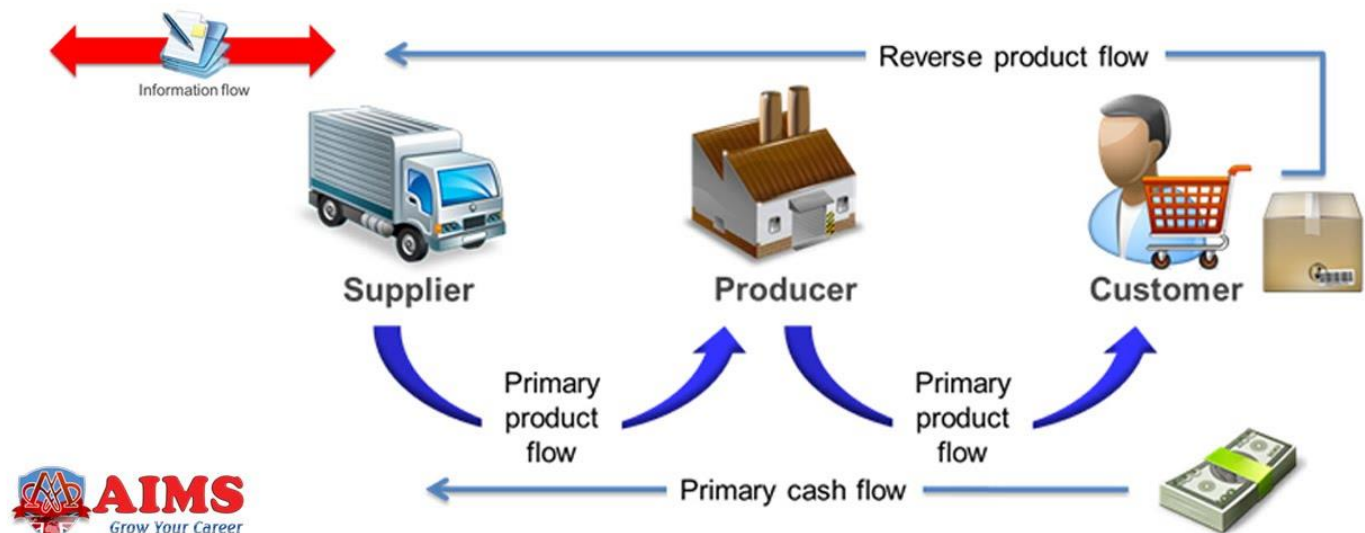 Reverse product flow
Information flow
Supplier
Producer
Customer
Primary
product
flow
Primary
product
flow
Primary cash flow
AIMS
Grow Your Career